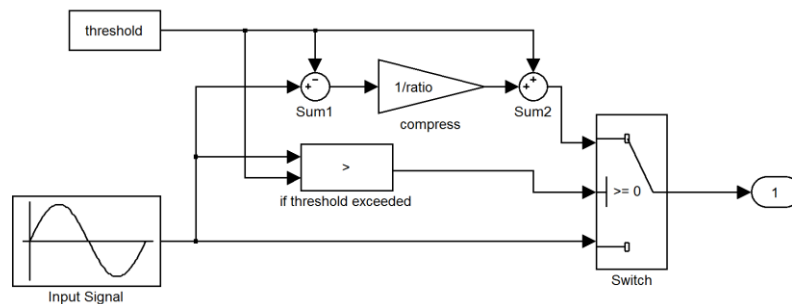 threshold
−
+
Sum1
1/ratio
compress
+
+
Sum2
>
if threshold exceeded
>= 0
Switch
1
Input Signal